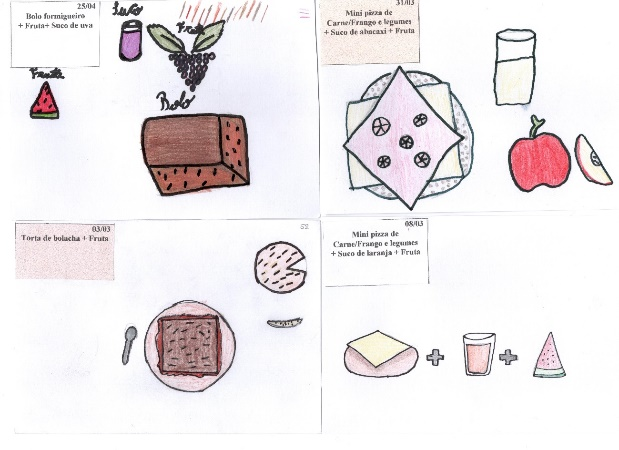 25/04
Bolo formigueiro
+ Fruta+ Suco de uva
Suco
Fruta
Fruta
Bolo
31/03
Mini pizza de
Carne/Frango e legumes
+ Suco de abacaxi + Fruta
03/03
Torta de bolacha + Fruta
52
08/03
Mini pizza de
Carne/Frango e legumes
+ Suco de laranja + Fruta